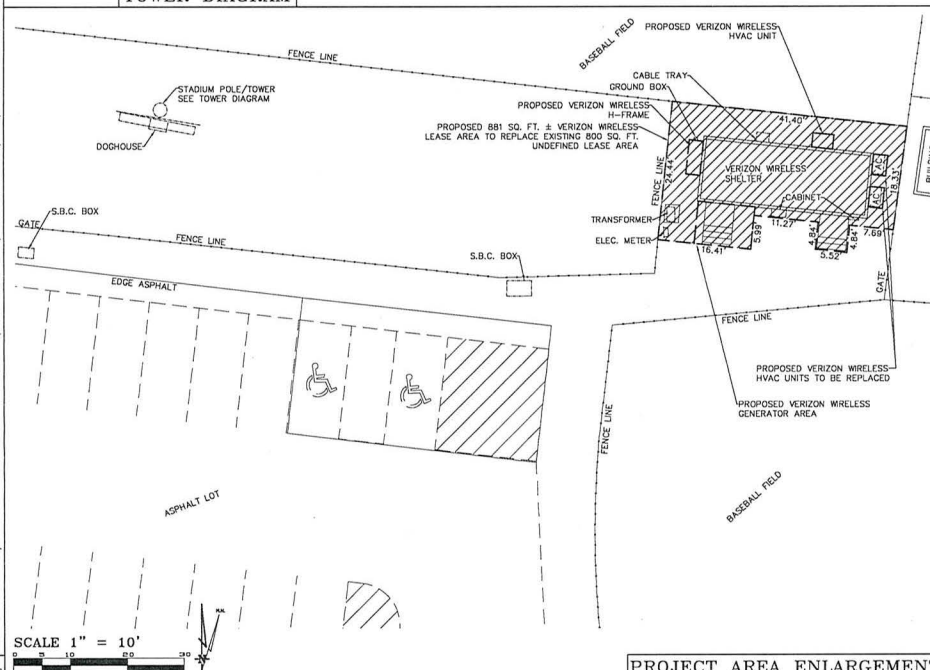 TOWER DIAGRAM
FENCE LINE
BASEBALL FIELD
PROPOSED VERIZON WIRELESS
HVAC UNIT
STADIUM POLE/TOWER
SEE TOWER DIAGRAM
DOGHOUSE
CABLE TRAY
GROUND BOX
PROPOSED VERIZON WIRELESS
H-FRAME
PROPOSED 881 SQ. FT. ± VERIZON WIRELESS
LEASE AREA TO REPLACE EXISTING 800 SQ. FT.
UNDEFINED LEASE AREA
41.40'
FENCE LINE
24.44'
VERIZON WIRELESS
SHELTER
AC
AC
18.33'
CABINET
TRANSFORMER
ELEC. METER
16.41'
5.99'
11.27'
4.84'
5.52'
4.84'
7.69'
GATE
S.B.C. BOX
GATE
FENCE LINE
S.B.C. BOX
EDGE ASPHALT
FENCE LINE
PROPOSED VERIZON WIRELESS
HVAC UNITS TO BE REPLACED
PROPOSED VERIZON WIRELESS
GENERATOR AREA
FENCE LINE
BASEBALL FIELD
ASPHALT LOT
SCALE 1" = 10'
0 5 10 20 30
PROJECT AREA ENLARGEMENT